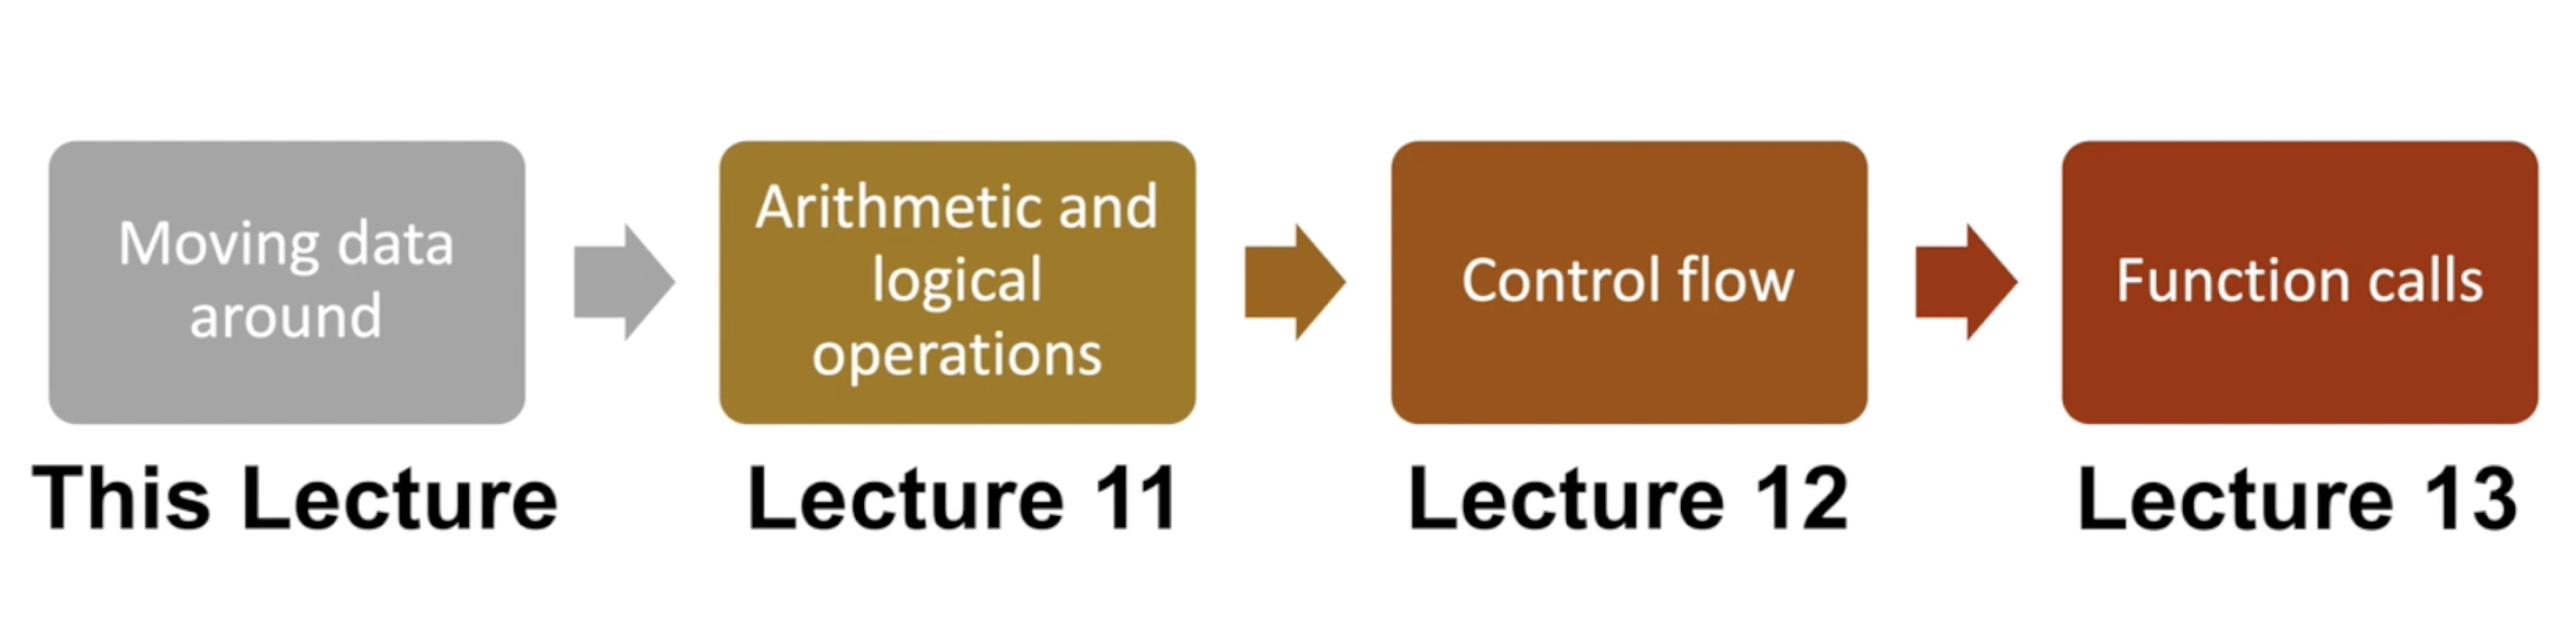 Moving data
around
Arithmetic and
logical
operations
Control flow
Function calls
This Lecture
Lecture 11
Lecture 12
Lecture 13